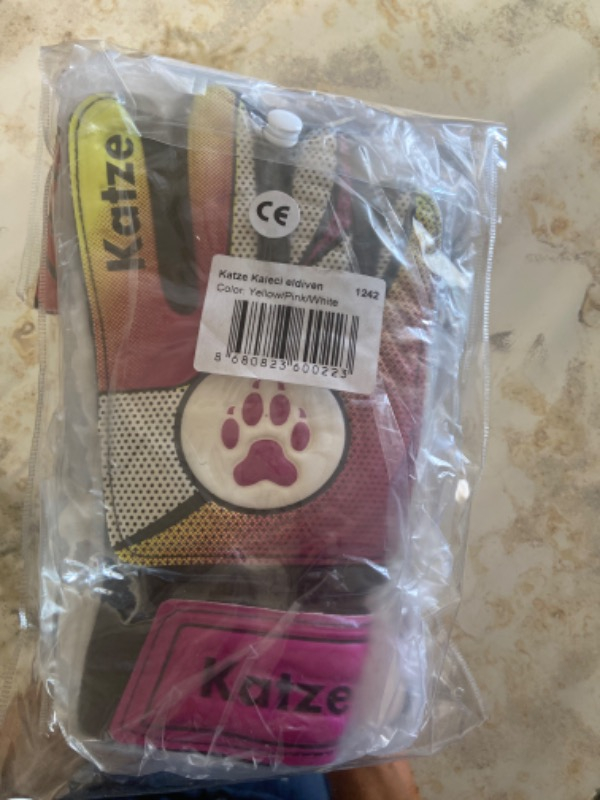 Katze
CE
Katze Kaleci eldiven 1242
Color: Yellow/Pink/White
8 680823 600223
Katze